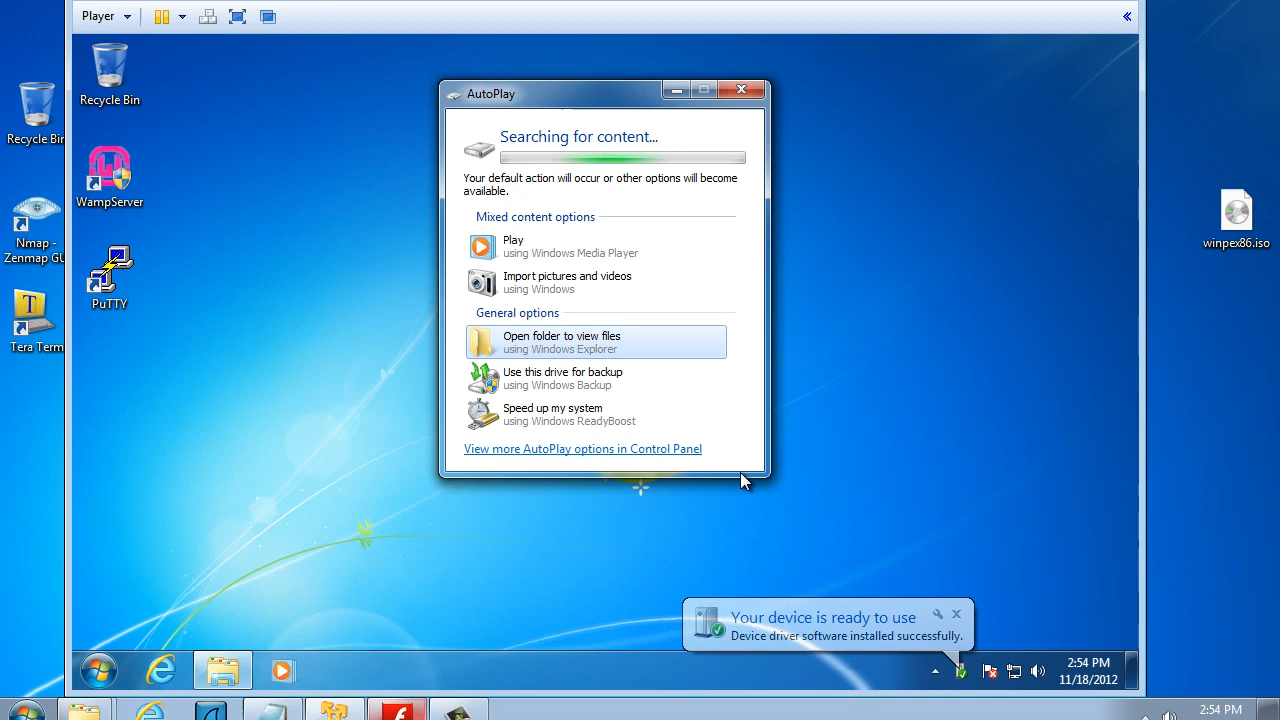 Player
Recycle Bin
WampServer
PuTTY
Recycle Bin
Nmap -
Zenmap GU
Tera Term
winpex86.iso
AutoPlay
Searching for content...
Your default action will occur or other options will become
available.
Mixed content options
Play
using Windows Media Player
Import pictures and videos
using Windows
General options
Open folder to view files
using Windows Explorer
Use this drive for backup
using Windows Backup
Speed up my system
using Windows ReadyBoost
View more AutoPlay options in Control Panel
Your device is ready to use
Device driver software installed successfully.
2:54 PM
11/18/2012
2:54 PM